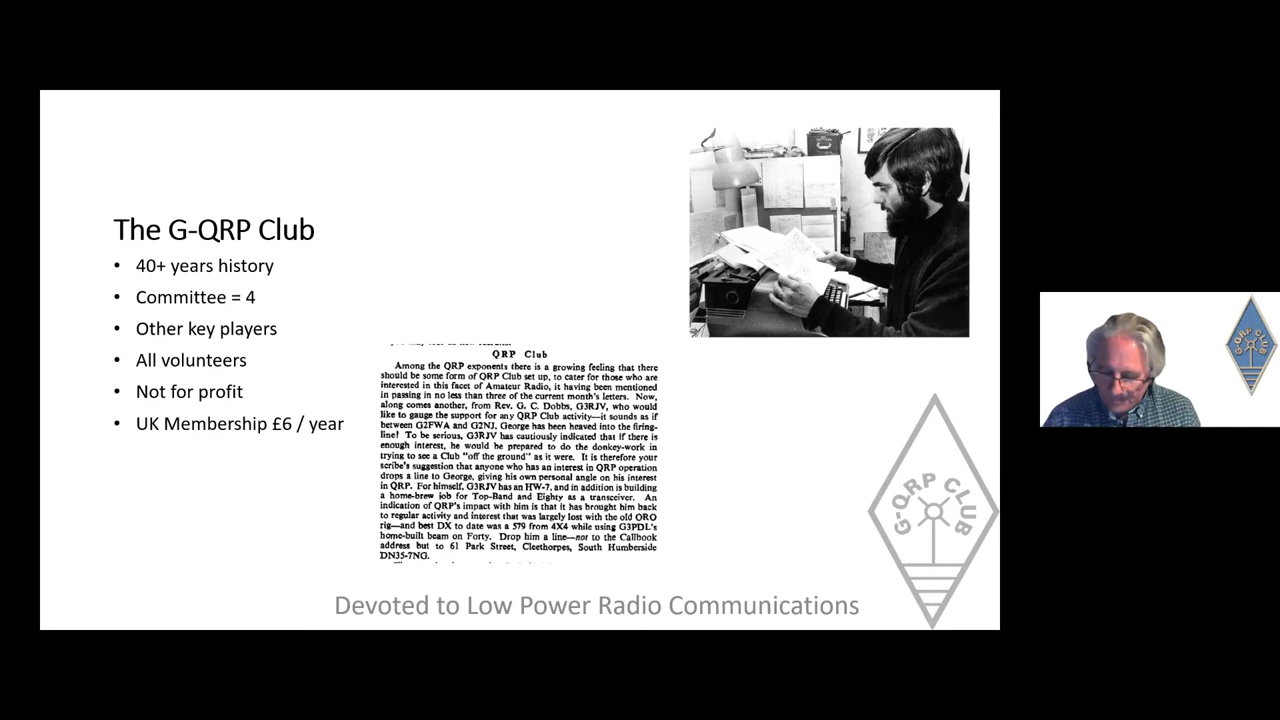 The G-QRP Club
• 40+ years history
• Committee = 4
• Other key players
• All volunteers
• Not for profit
• UK Membership £6 / year
QRP Club
Among the QRP exponents there is a growing feeling that there
should be some form of QRP Club set up, to cater for those who are
interested in this facet of Amateur Radio, it having been mentioned
in passing in no less than three of the current month's letters. Now,
along comes another, from Rev. G. C. Dobbs, G3RJV, who would
like to gauge the support for any QRP Club activity—it sounds as if
between G2FWA and G2NJ, George has been heaved into the firing-
line! To be serious, G3RJV has cautiously indicated that if there is
enough interest, he would be prepared to do the donkey-work in
trying to see a Club "off the ground" as it were. It is therefore your
scribe's suggestion that anyone who has an interest in QRP operation
drops a line to George, giving his own personal angle on his interest
in QRP. For himself, G3RJV has an HW-7, and in addition is building
a home-brew job for Top-Band and Eighty as a transceiver. An
indication of QRP's impact with him is that it has brought him back
to regular activity and interest that was largely lost with the old QRO
rig—and best DX to date was a 579 from 4X4 while using G3PDL's
home-built beam on Forty. Drop him a line—not to the Callbook
address but to 61 Park Street, Cleethorpes, South Humberside
DN35-7NG.
G-QRP CLUB
Devoted to Low Power Radio Communications
G-QRP CLUB